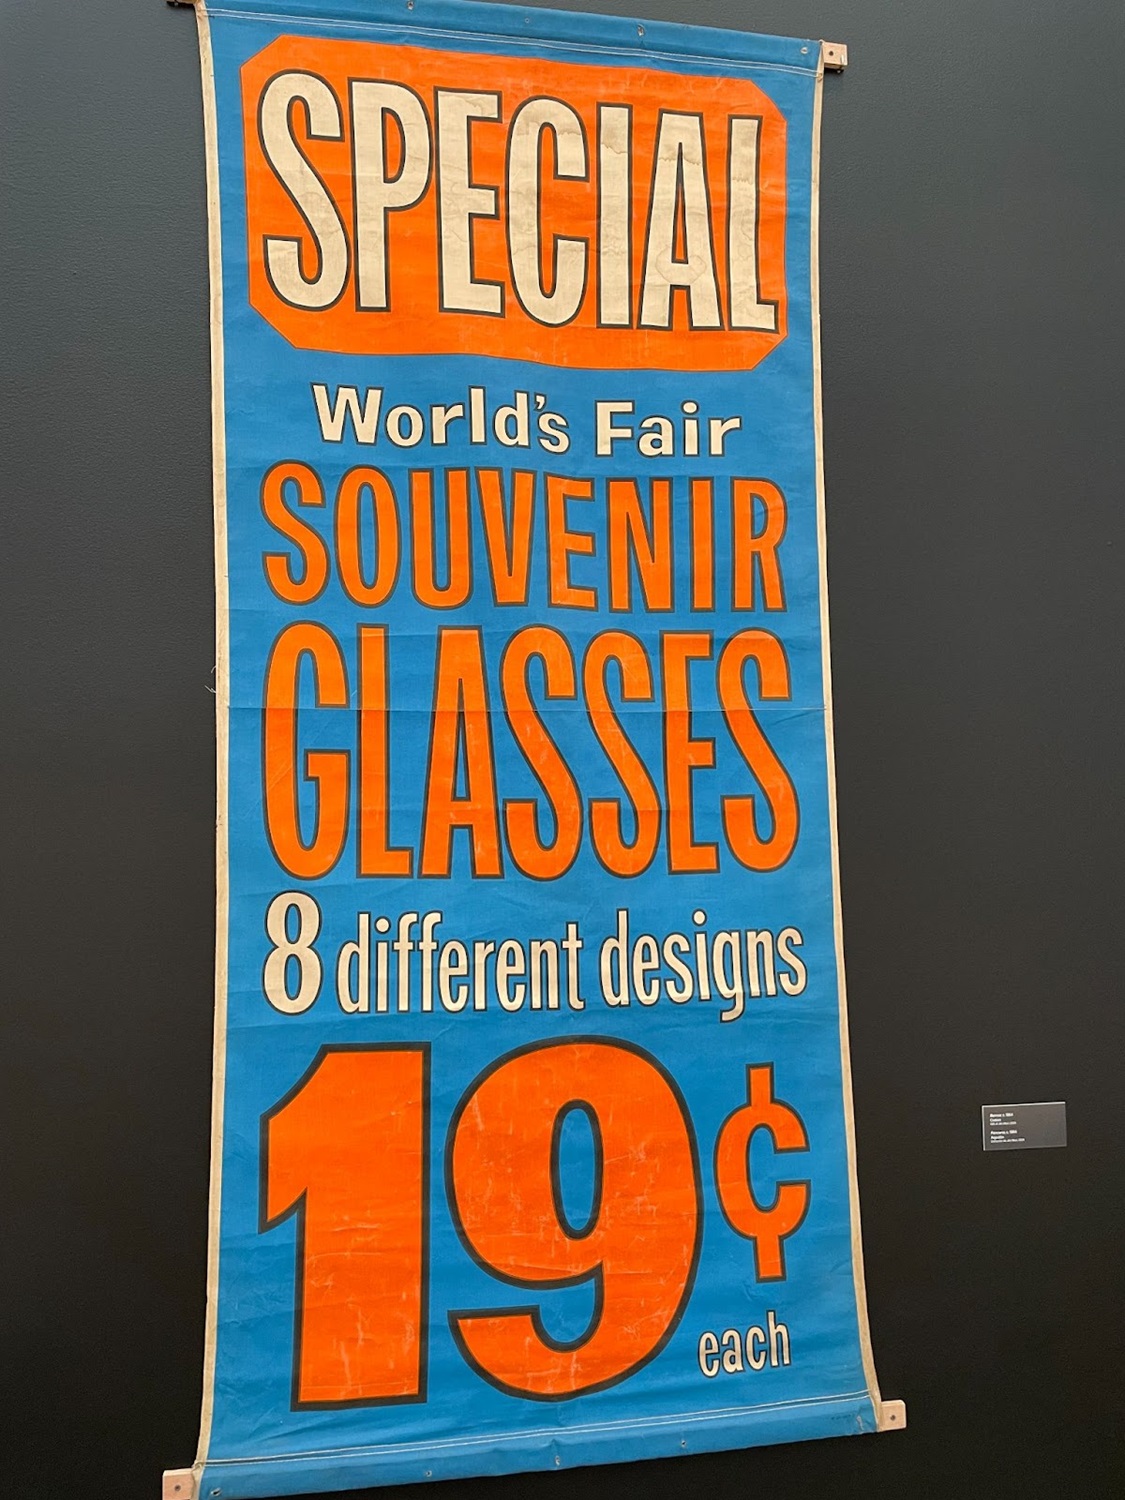 SPECIAL
World's Fair
SOUVENIR
GLASSES
8 different designs
19¢
each